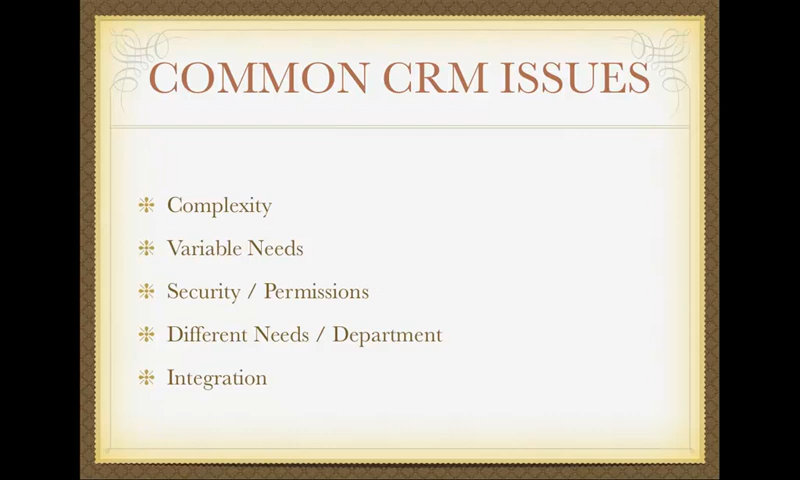 COMMON CRM ISSUES
Complexity
Variable Needs
Security / Permissions
Different Needs / Department
Integration